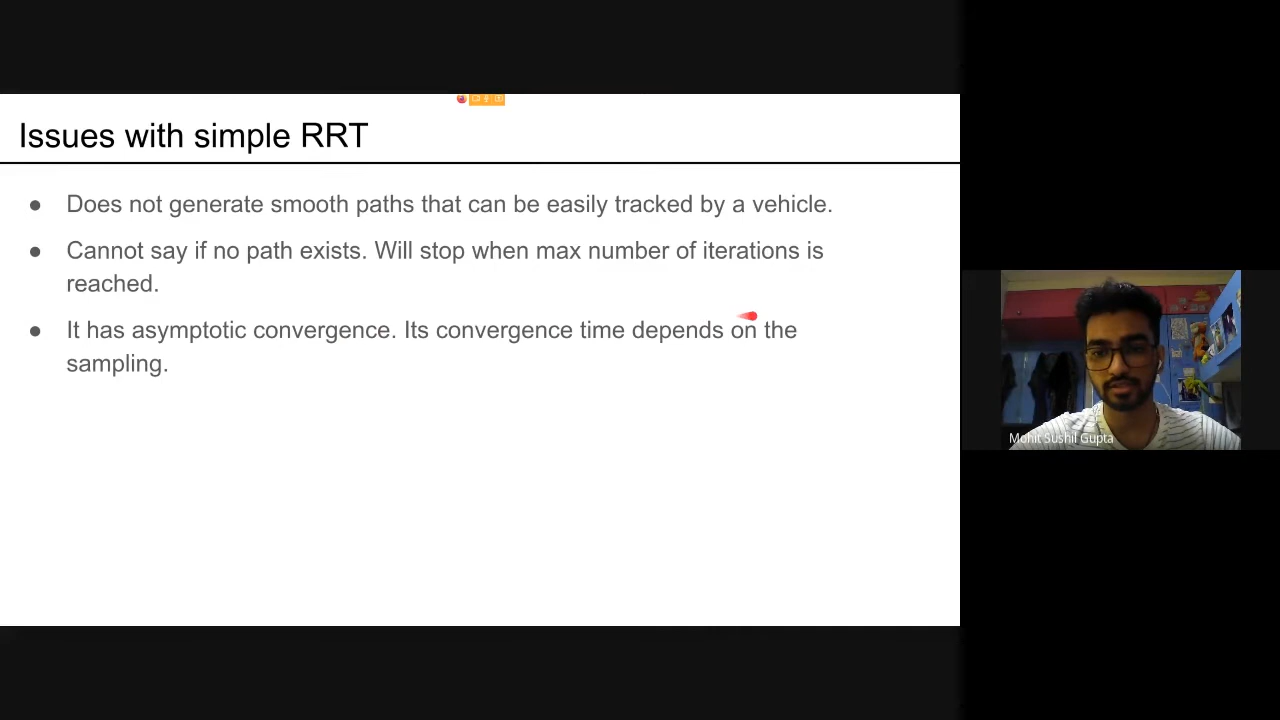 Issues with simple RRT
● Does not generate smooth paths that can be easily tracked by a vehicle.
● Cannot say if no path exists. Will stop when max number of iterations is
reached.
● It has asymptotic convergence. Its convergence time depends on the
sampling.
Mohit Sushil Gupta